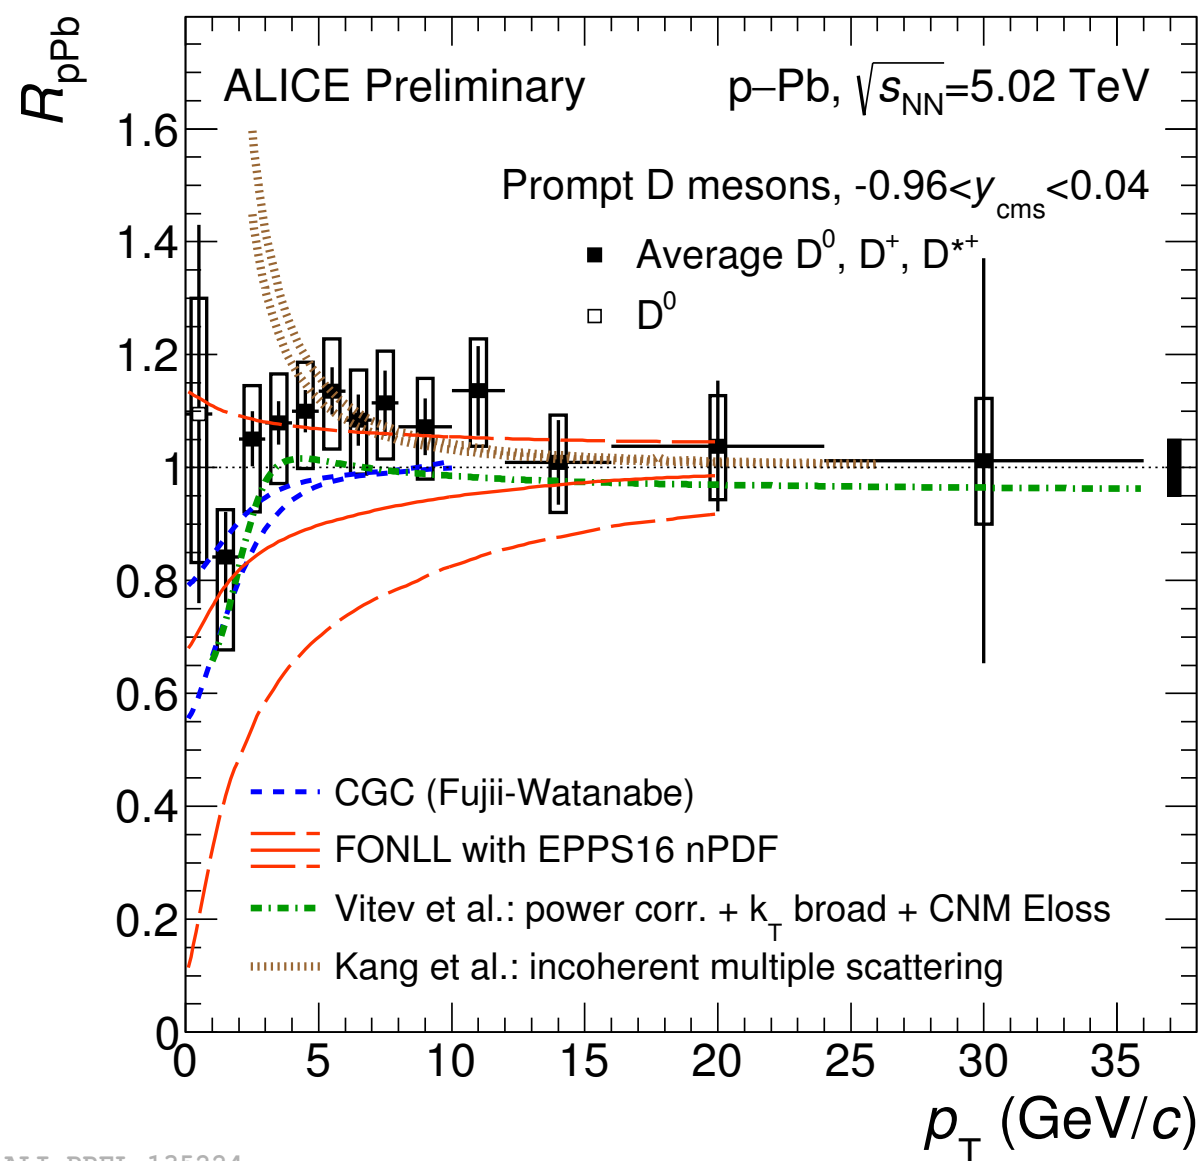 R_pPb
ALICE Preliminary
p–Pb, √s_NN=5.02 TeV
Prompt D mesons, -0.96<y_cms<0.04
Average D⁰, D⁺, D*⁺
D⁰
1.6
1.4
1.2
1
0.8
0.6
0.4
0.2
0
CGC (Fujii-Watanabe)
FONLL with EPPS16 nPDF
Vitev et al.: power corr. + k_T broad + CNM Eloss
Kang et al.: incoherent multiple scattering
0 5 10 15 20 25 30 35
p_T (GeV/c)